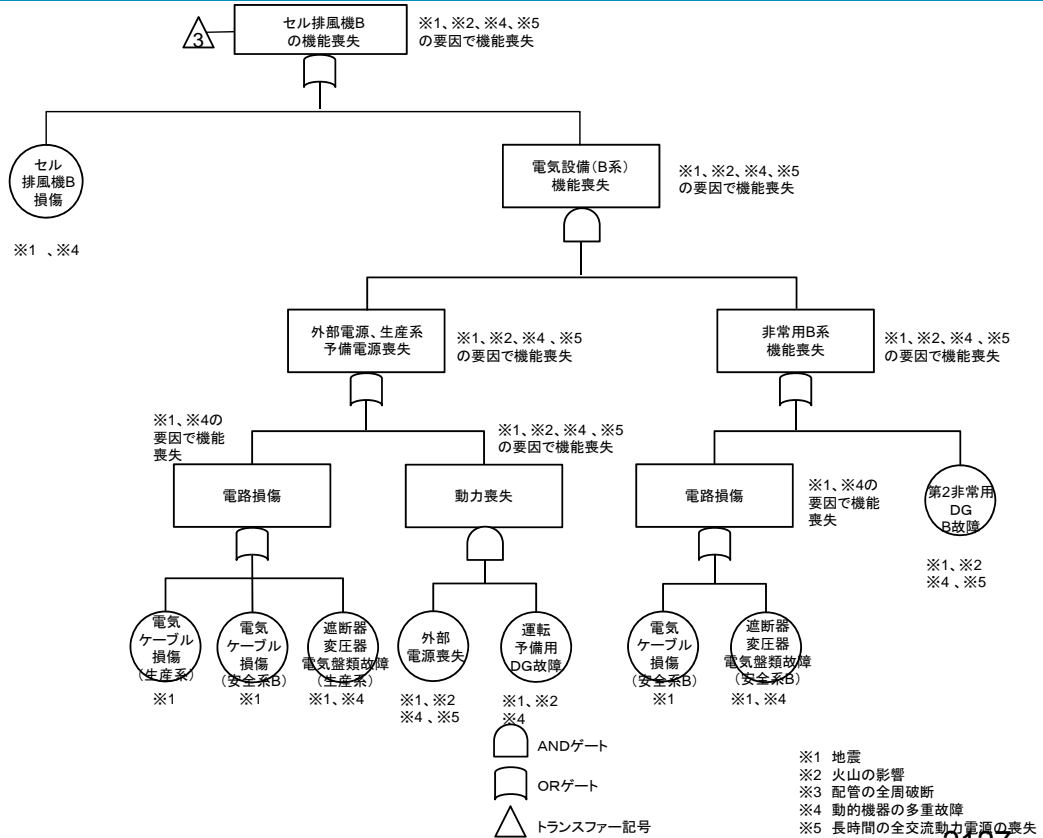 3
セル排風機B
の機能喪失
※1、※2、※4、※5
の要因で機能喪失
セル
排風機B
損傷
※1 、※4
電気設備(B系)
機能喪失
※1、※2、※4、※5
の要因で機能喪失
外部電源、生産系
予備電源喪失
※1、※2、※4 、※5
の要因で機能喪失
非常用B系
機能喪失
※1、※2、※4 、※5
の要因で機能喪失
※1、※4の
要因で機能
喪失
電路損傷
※1、※2、※4 、※5
の要因で機能喪失
動力喪失
電路損傷
※1、※4の
要因で機能
喪失
第2非常用
DG
B故障
※1、※2
※4 、※5
電気
ケーブル
損傷
(生産系)
※1
電気
ケーブル
損傷
(安全系B)
※1
遮断器
変圧器
電気盤類故障
(生産系)
※1、※4
外部
電源喪失
※1、※2
※4 、※5
運転
予備用
DG故障
※1、※2
※4
電気
ケーブル
損傷
(安全系B)
※1
遮断器
変圧器
電気盤類故障
(安全系B)
※1、※4
ANDゲート
ORゲート
トランスファー記号
※1 地震
※2 火山の影響
※3 配管の全周破断
※4 動的機器の多重故障
※5 長時間の全交流動力電源の喪失